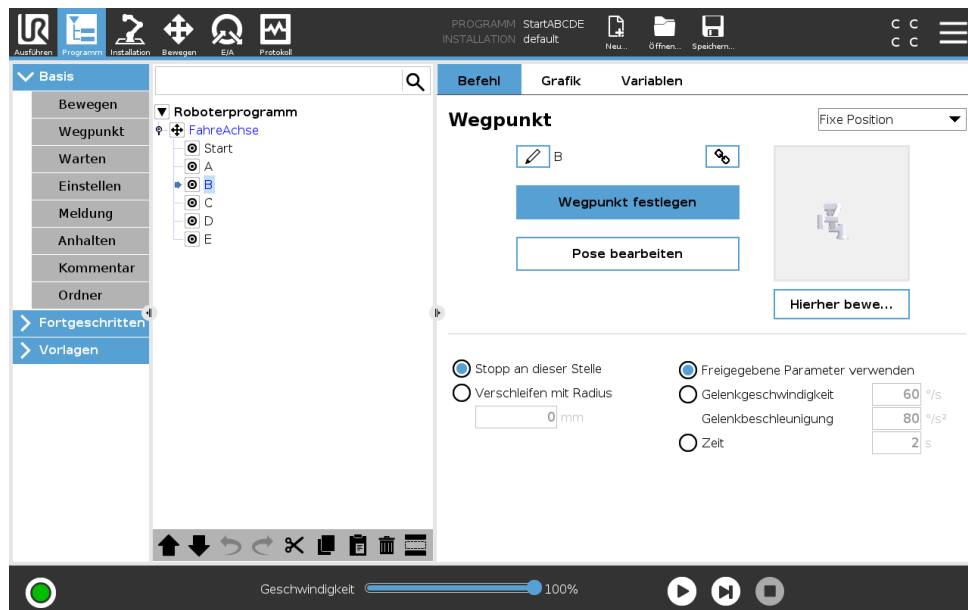 UR
Ausführen Programm Installation Bewegen E/A Protokoll
PROGRAMM StartABCDE
INSTALLATION default
Neu... Öffnen... Speichern...
C C
C C
Basis
Bewegen
Wegpunkt
Warten
Einstellen
Meldung
Anhalten
Kommentar
Ordner
Fortgeschritten
Vorlagen
Roboterprogramm
FahreAchse
Start
A
B
C
D
E
Befehl Grafik Variablen
Wegpunkt
Fixe Position
B
Wegpunkt festlegen
Pose bearbeiten
Hierher bewe...
Stopp an dieser Stelle
Verschleifen mit Radius
0 mm
Freigegebene Parameter verwenden
Gelenkgeschwindigkeit 60 °/s
Gelenkbeschleunigung 80 °/s²
Zeit 2 s
Geschwindigkeit 100%